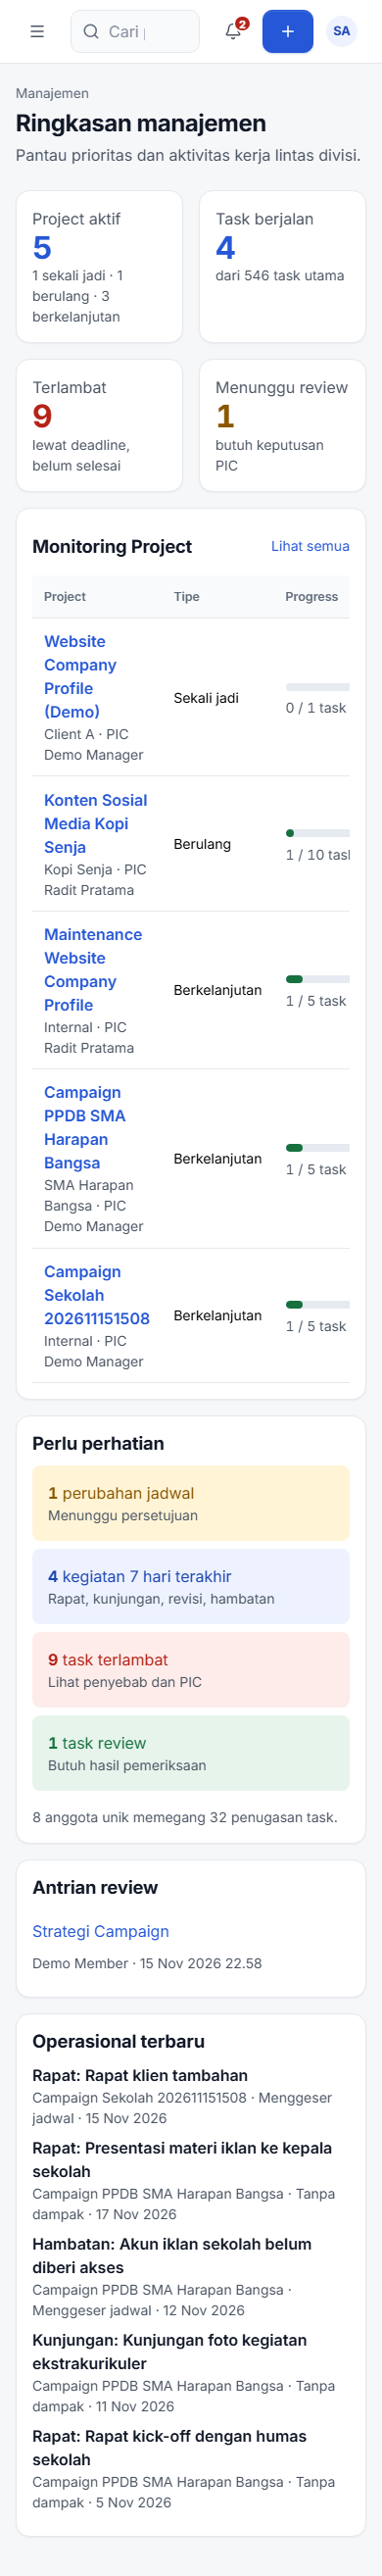 Cari
2
SA
Manajemen
Ringkasan manajemen
Pantau prioritas dan aktivitas kerja lintas divisi.
Project aktif
5
1 sekali jadi · 1
berulang · 3
berkelanjutan
Task berjalan
4
dari 546 task utama
Terlambat
9
lewat deadline,
belum selesai
Menunggu review
1
butuh keputusan
PIC
Monitoring Project
Lihat semua
Project Tipe Progress
Website
Company
Profile
(Demo)
Client A · PIC
Demo Manager
Sekali jadi
0 / 1 task
Konten Sosial
Media Kopi
Senja
Kopi Senja · PIC
Radit Pratama
Berulang
1 / 10 task
Maintenance
Website
Company
Profile
Internal · PIC
Radit Pratama
Berkelanjutan
1 / 5 task
Campaign
PPDB SMA
Harapan
Bangsa
SMA Harapan
Bangsa · PIC
Demo Manager
Berkelanjutan
1 / 5 task
Campaign
Sekolah
202611151508
Internal · PIC
Demo Manager
Berkelanjutan
1 / 5 task
Perlu perhatian
1 perubahan jadwal
Menunggu persetujuan
4 kegiatan 7 hari terakhir
Rapat, kunjungan, revisi, hambatan
9 task terlambat
Lihat penyebab dan PIC
1 task review
Butuh hasil pemeriksaan
8 anggota unik memegang 32 penugasan task.
Antrian review
Strategi Campaign
Demo Member · 15 Nov 2026 22.58
Operasional terbaru
Rapat: Rapat klien tambahan
Campaign Sekolah 202611151508 · Menggeser
jadwal · 15 Nov 2026
Rapat: Presentasi materi iklan ke kepala
sekolah
Campaign PPDB SMA Harapan Bangsa · Tanpa
dampak · 17 Nov 2026
Hambatan: Akun iklan sekolah belum
diberi akses
Campaign PPDB SMA Harapan Bangsa ·
Menggeser jadwal · 12 Nov 2026
Kunjungan: Kunjungan foto kegiatan
ekstrakurikuler
Campaign PPDB SMA Harapan Bangsa · Tanpa
dampak · 11 Nov 2026
Rapat: Rapat kick-off dengan humas
sekolah
Campaign PPDB SMA Harapan Bangsa · Tanpa
dampak · 5 Nov 2026